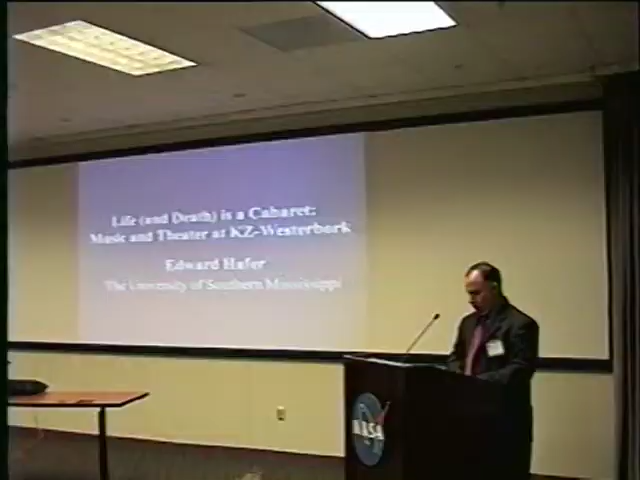 Life (and Death) is a Cabaret:
Music and Theater at KZ-Westerbork
Edward Hafer
The University of Southern Mississippi
NASA